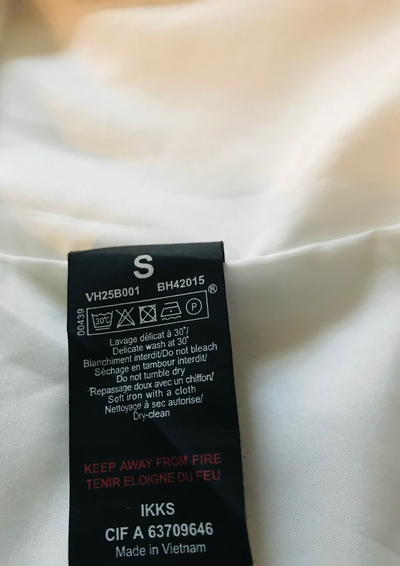 S
VH25B001 BH42015
00439 30°C P ®
Lavage délicat à 30°/
Delicate wash at 30°
Blanchiment interdit/Do not bleach
Séchage en tambour interdit/
Do not tumble dry
Repassage doux avec un chiffon/
Soft iron with a cloth
Nettoyage à sec autorise/
Dry-clean
KEEP AWAY FROM FIRE
TENIR ELOIGNE DU FEU
IKKS
CIF A 63709646
Made in Vietnam